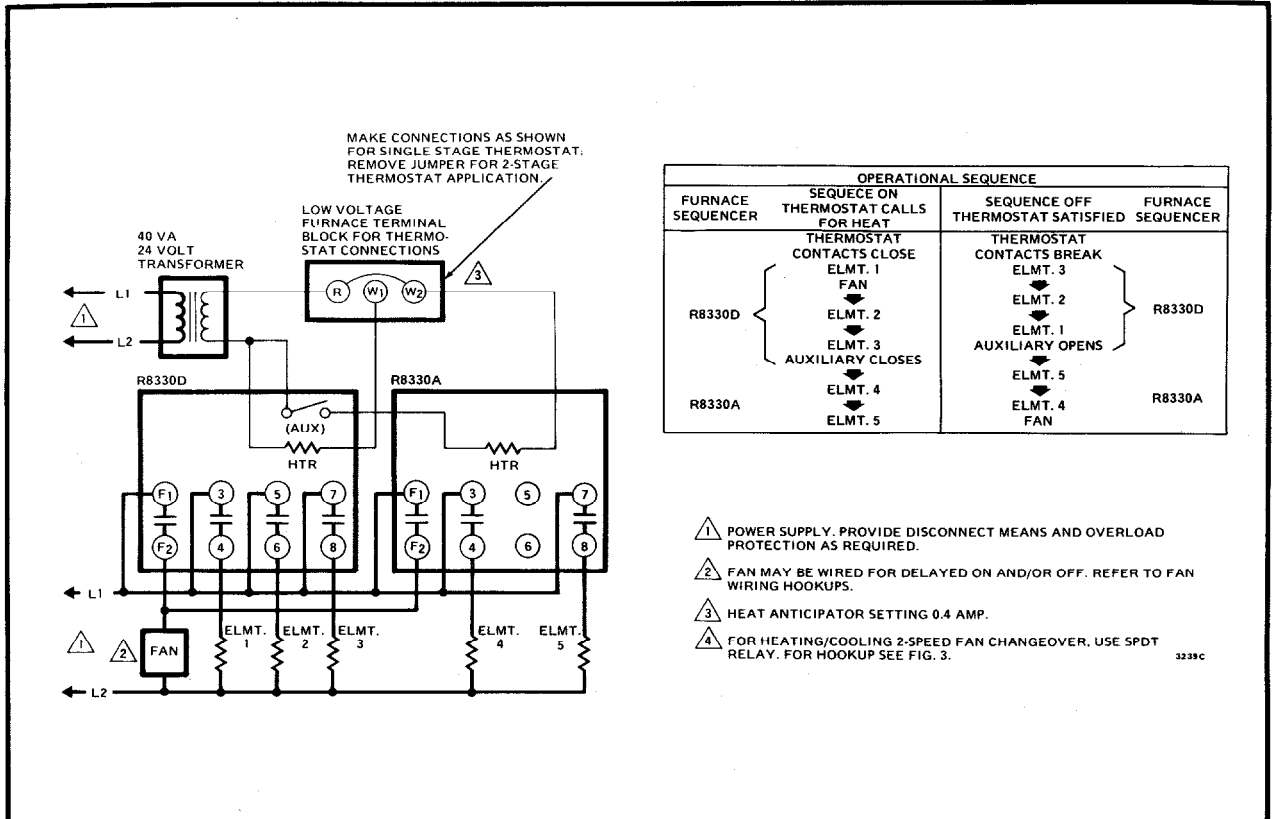 MAKE CONNECTIONS AS SHOWN
FOR SINGLE STAGE THERMOSTAT;
REMOVE JUMPER FOR 2-STAGE
THERMOSTAT APPLICATION.
LOW VOLTAGE
FURNACE TERMINAL
BLOCK FOR THERMO-
STAT CONNECTIONS
40 VA
24 VOLT
TRANSFORMER
3
R W1 W2
L1
1
L2
R8330D
R8330A
(AUX)
HTR
HTR
F1 3 5 7
F1 3 5 7
F2 4 6 8
F2 4 6 8
L1
1
2
FAN
ELMT.
1
ELMT.
2
ELMT.
3
ELMT.
4
ELMT.
5
L2
OPERATIONAL SEQUENCE
FURNACE
SEQUENCER
SEQUECE ON
THERMOSTAT CALLS
FOR HEAT
SEQUENCE OFF
THERMOSTAT SATISFIED
FURNACE
SEQUENCER
R8330D
R8330A
THERMOSTAT
CONTACTS CLOSE
ELMT. 1
FAN
ELMT. 2
ELMT. 3
AUXILIARY CLOSES
ELMT. 4
ELMT. 5
THERMOSTAT
CONTACTS BREAK
ELMT. 3
ELMT. 2
ELMT. 1
AUXILIARY OPENS
ELMT. 5
ELMT. 4
FAN
R8330D
R8330A
1 POWER SUPPLY. PROVIDE DISCONNECT MEANS AND OVERLOAD
PROTECTION AS REQUIRED.
2 FAN MAY BE WIRED FOR DELAYED ON AND/OR OFF. REFER TO FAN
WIRING HOOKUPS.
3 HEAT ANTICIPATOR SETTING 0.4 AMP.
4 FOR HEATING/COOLING 2-SPEED FAN CHANGEOVER, USE SPDT
RELAY. FOR HOOKUP SEE FIG. 3.
3239C